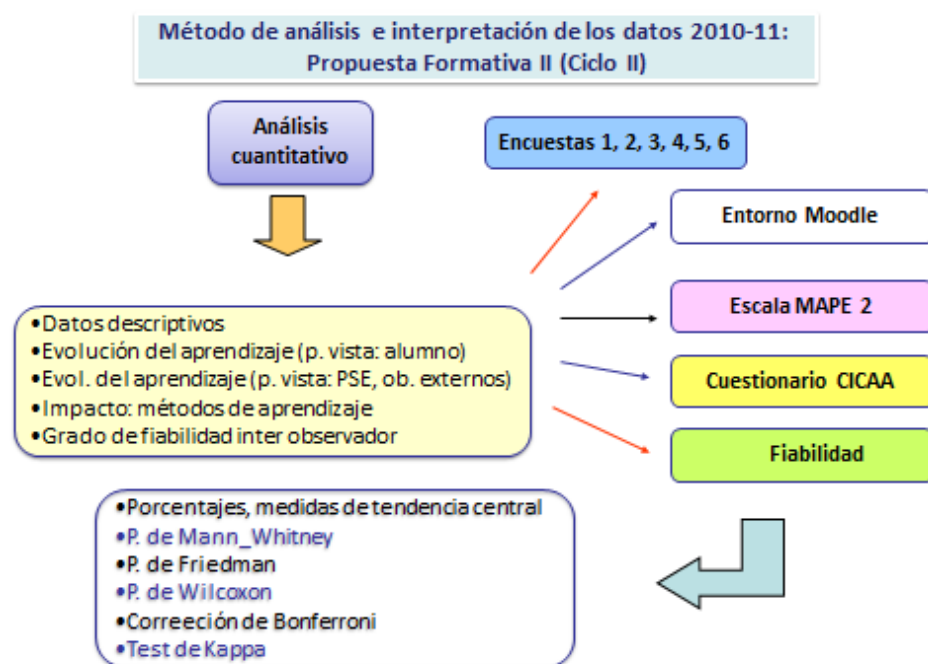 Método de análisis e interpretación de los datos 2010-11:
Propuesta Formativa II (Ciclo II)
Análisis
cuantitativo
Encuestas 1, 2, 3, 4, 5, 6
Entorno Moodle
Escala MAPE 2
Cuestionario CICAA
Fiabilidad
•Datos descriptivos
•Evolución del aprendizaje (p. vista: alumno)
•Evol. del aprendizaje (p. vista: PSE, ob. externos)
•Impacto: métodos de aprendizaje
•Grado de fiabilidad inter observador
•Porcentajes, medidas de tendencia central
•P. de Mann_Whitney
•P. de Friedman
•P. de Wilcoxon
•Correeción de Bonferroni
•Test de Kappa